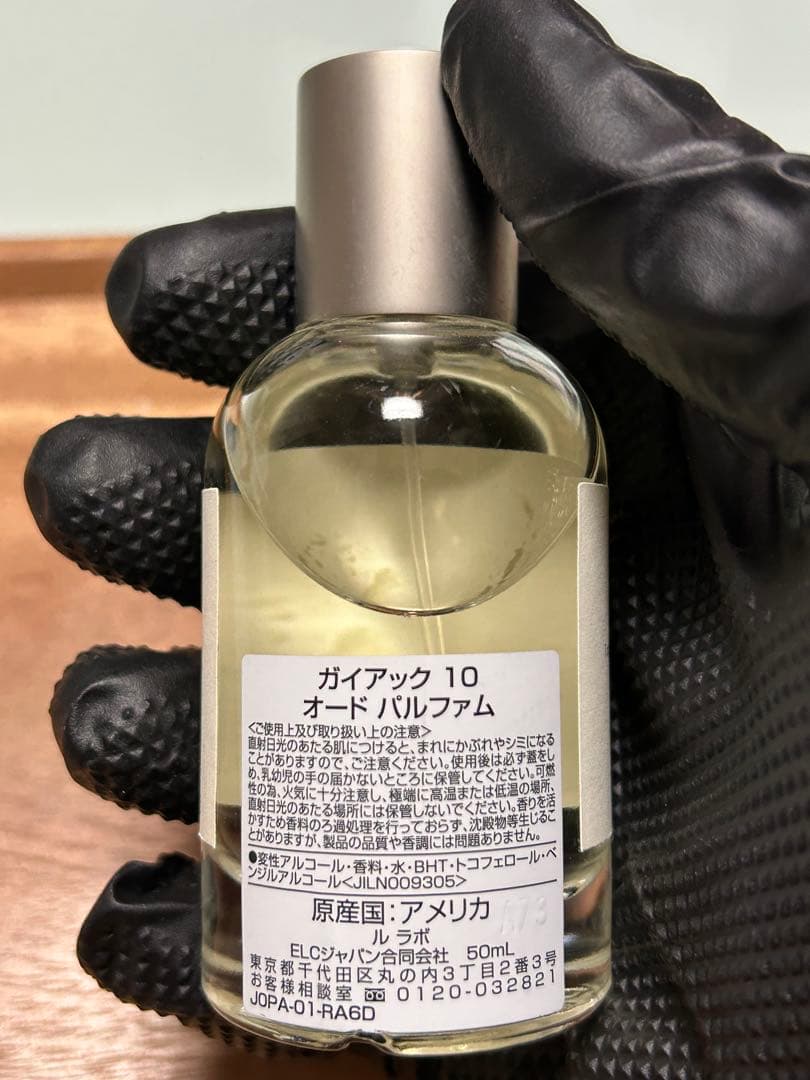 ガイアック 10
オード パルファム
<ご使用上及び取り扱い上の注意>
直射日光のあたる肌につけると、まれにかぶれやシミになる
ことがありますので、ご注意ください。使用後は必ず蓋をし
め、乳幼児の手の届かないところに保管してください。可燃
性の為、火気に十分注意し、極端に高温または低温の場所、
直射日光のあたる場所には保管しないでください。香りを活
かすため香料のろ過処理を行っておらず、沈殿物等生じるこ
とがありますが、製品の品質や香調には問題ありません。
●変性アルコール・香料・水・BHT・トコフェロール・ベ
ンジルアルコール<JILN009305>
原産国：アメリカ
A73
ル ラボ
ELCジャパン合同会社 50mL
東京都千代田区丸の内3丁目2番3号
お客様相談室 0120-032821
J0PA-01-RA6D